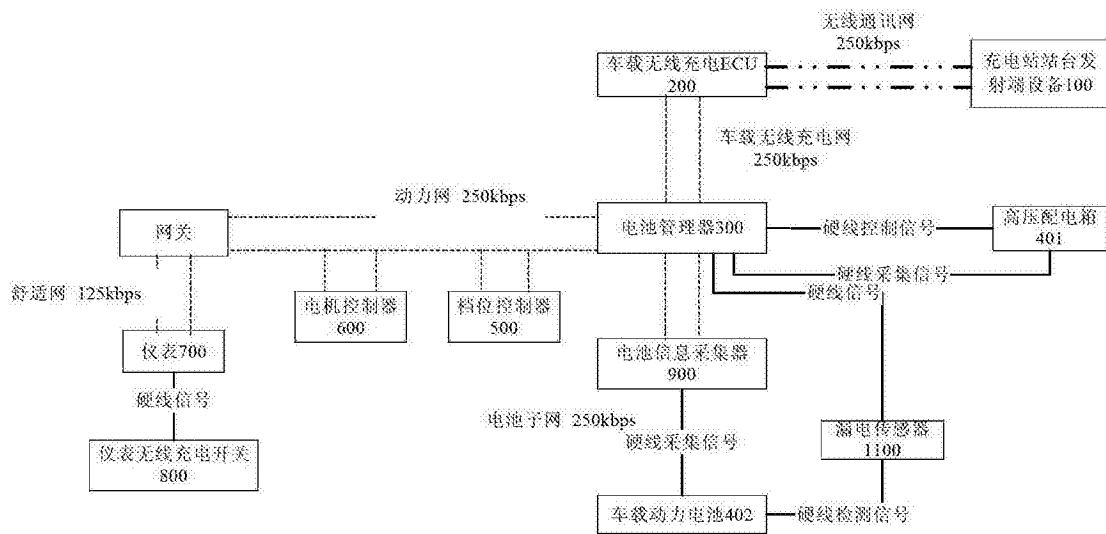 无线通讯网
250kbps
车载无线充电ECU
200
充电站站台发
射端设备100
车载无线充电网
250kbps
动力网 250kbps
网关
电池管理器300
硬线控制信号
高压配电箱
401
硬线采集信号
硬线信号
舒适网 125kbps
电机控制器
600
档位控制器
500
仪表700
电池信息采集器
900
硬线信号
电池子网 250kbps
硬线采集信号
漏电传感器
1100
仪表无线充电开关
800
车载动力电池402
硬线检测信号